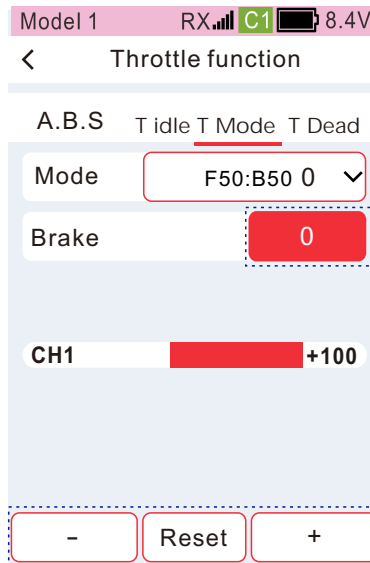 Model 1 RX C1 8.4V
< Throttle function
A.B.S T idle T Mode T Dead
Mode F50:B50 0
Brake 0
CH1 +100
- Reset +